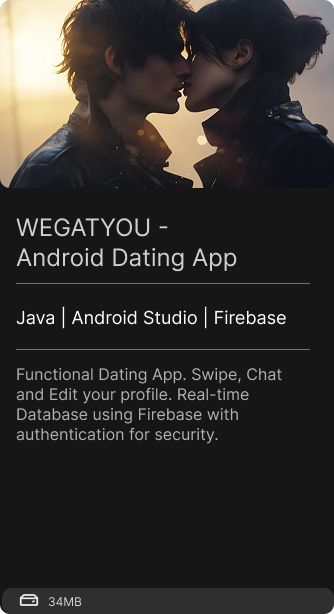 WEGATYOU -
Android Dating App
Java | Android Studio | Firebase
Functional Dating App. Swipe, Chat
and Edit your profile. Real-time
Database using Firebase with
authentication for security.
34MB